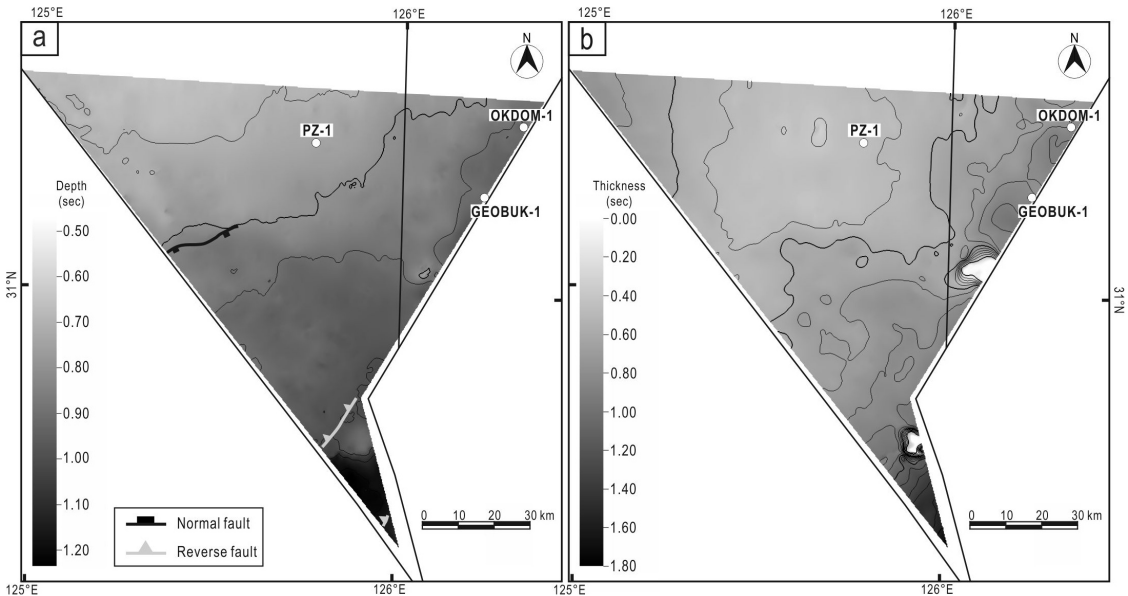 125°E
126°E
a
N
OKDOM-1
PZ-1
GEOBUK-1
Depth
(sec)
0.50
0.60
0.70
0.80
0.90
1.00
1.10
1.20
31°N
Normal fault
Reverse fault
0 10 20 30 km
125°E
126°E
125°E
126°E
b
N
OKDOM-1
PZ-1
GEOBUK-1
Thickness
(sec)
0.00
0.20
0.40
0.60
0.80
1.00
1.20
1.40
1.60
1.80
31°N
0 10 20 30 km
125°E
126°E